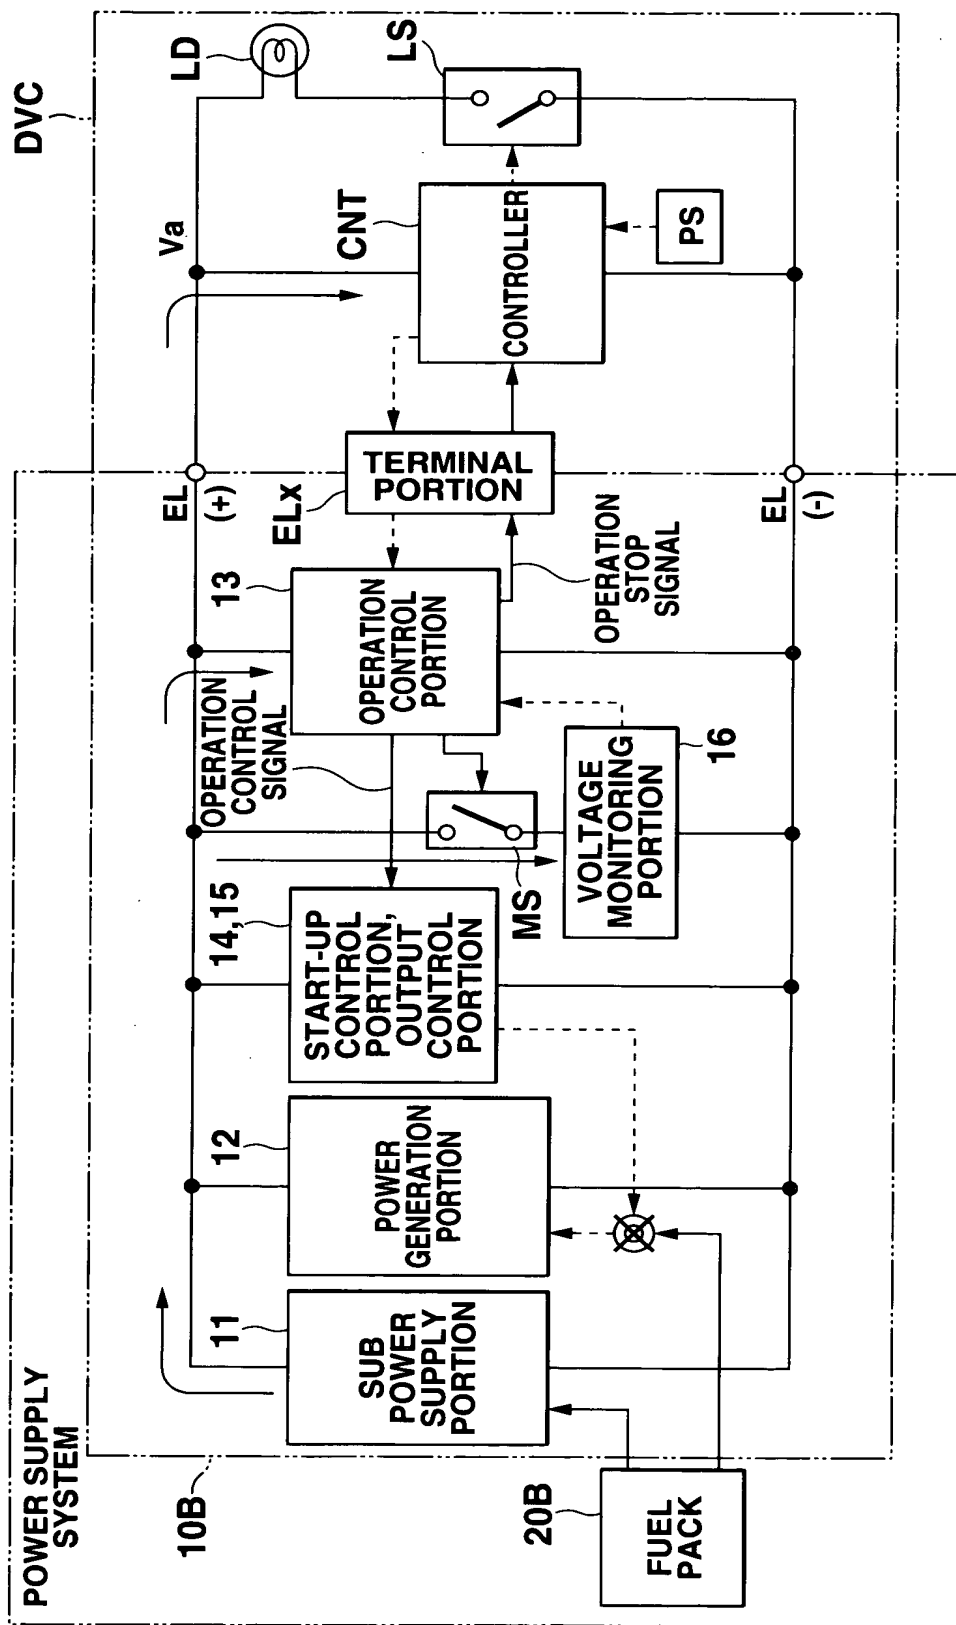 POWER SUPPLY
SYSTEM
DVC
10B
20B
FUEL
PACK
11
SUB
POWER
SUPPLY
PORTION
12
POWER
GENERATION
PORTION
14,15
START-UP
CONTROL
PORTION,
OUTPUT
CONTROL
PORTION
OPERATION
CONTROL
SIGNAL
MS
VOLTAGE
MONITORING
PORTION
16
13
OPERATION
CONTROL
PORTION
OPERATION
STOP
SIGNAL
EL
(+)
ELx
TERMINAL
PORTION
EL
(-)
Va
CNT
CONTROLLER
PS
LD
LS